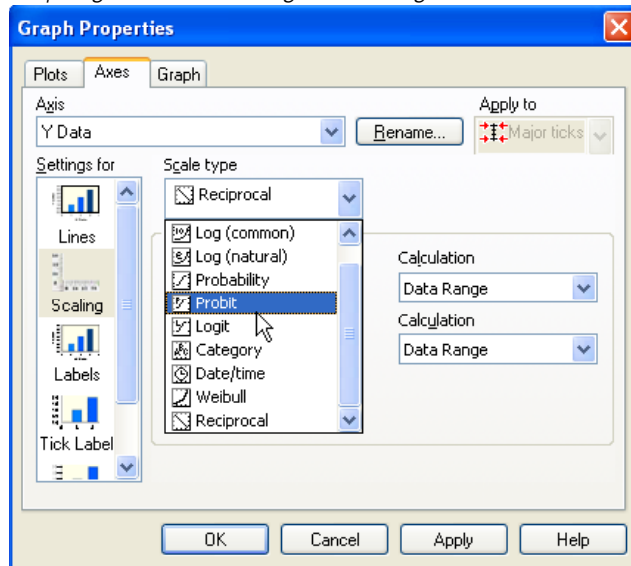 Graph Properties
Plots
Axes
Graph
Axis
Apply to
Y Data
Rename...
Major ticks
Settings for
Scale type
Reciprocal
Lines
Log (common)
Log (natural)
Calculation
Probability
Data Range
Probit
Scaling
Logit
Calculation
Category
Data Range
Date/time
Labels
Weibull
Reciprocal
Tick Label
OK
Cancel
Apply
Help